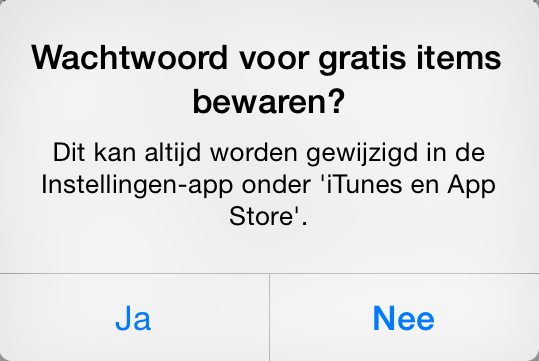 Wachtwoord voor gratis items
bewaren?
Dit kan altijd worden gewijzigd in de
Instellingen-app onder 'iTunes en App
Store'.
Ja
Nee